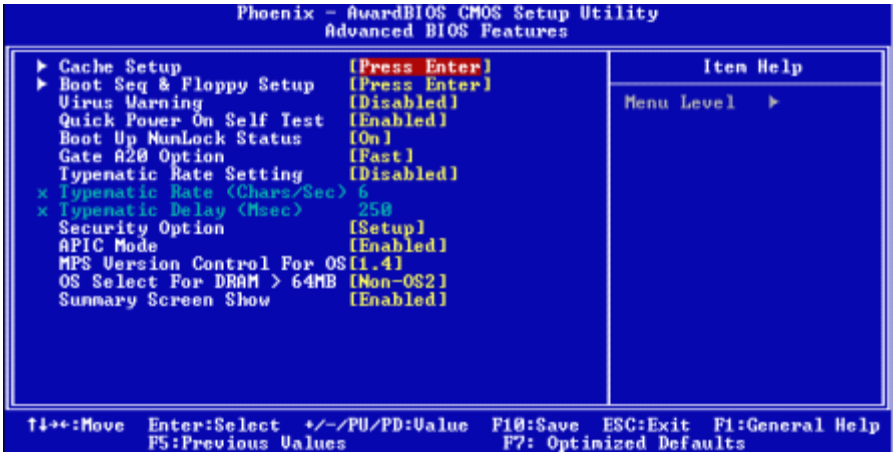 Phoenix - AwardBIOS CMOS Setup Utility
Advanced BIOS Features
Cache Setup [Press Enter]
Boot Seq & Floppy Setup [Press Enter]
Virus Warning [Disabled]
Quick Power On Self Test [Enabled]
Boot Up NumLock Status [On]
Gate A20 Option [Fast]
Typematic Rate Setting [Disabled]
x Typematic Rate (Chars/Sec) 6
x Typematic Delay (Msec) 250
Security Option [Setup]
APIC Mode [Enabled]
MPS Version Control For OS[1.4]
OS Select For DRAM > 64MB [Non-OS2]
Summary Screen Show [Enabled]
Item Help
Menu Level
↑↓→←:Move Enter:Select +/-/PU/PD:Value F10:Save ESC:Exit F1:General Help
F5:Previous Values F7: Optimized Defaults